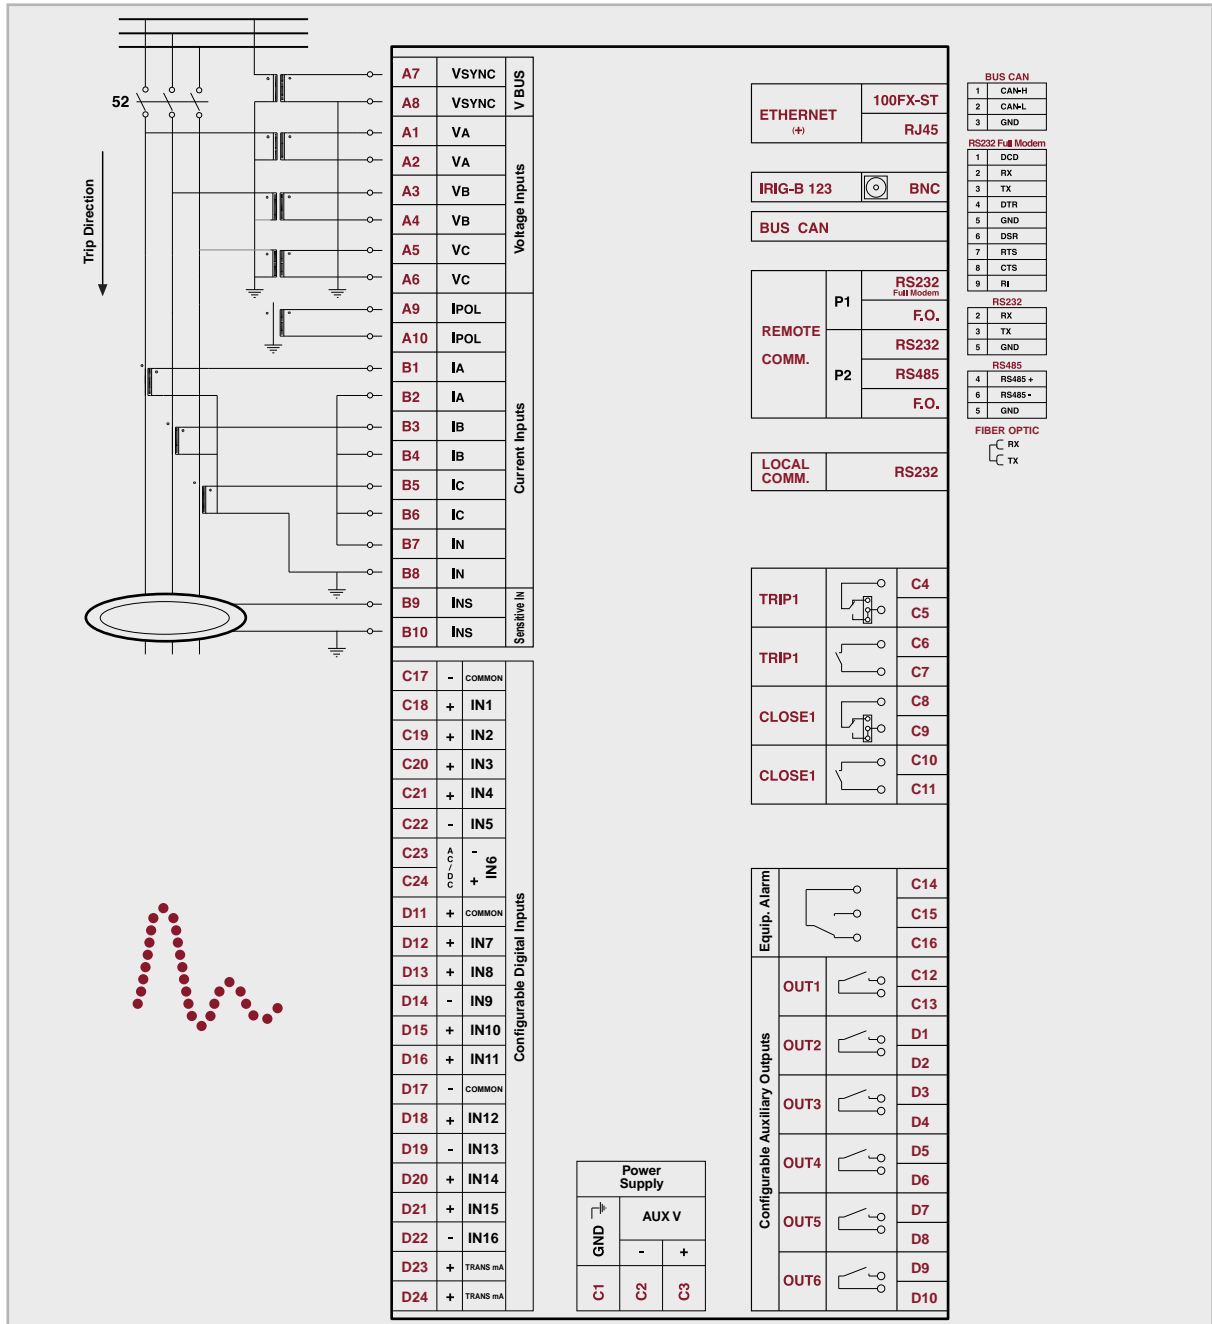 52
Trip Direction
A7 VSYNC
A8 VSYNC
V BUS
A1 VA
A2 VA
A3 VB
A4 VB
A5 VC
A6 VC
Voltage Inputs
A9 IPOL
A10 IPOL
B1 IA
B2 IA
B3 IB
B4 IB
B5 IC
B6 IC
B7 IN
B8 IN
Current Inputs
B9 INS
B10 INS
Sensitive IN
C17 - COMMON
C18 + IN1
C19 + IN2
C20 + IN3
C21 + IN4
C22 - IN5
C23 -
C24 +
AC/DC
IN6
D11 + COMMON
D12 + IN7
D13 + IN8
D14 - IN9
D15 + IN10
D16 + IN11
D17 - COMMON
D18 + IN12
D19 - IN13
D20 + IN14
D21 + IN15
D22 - IN16
D23 + TRANS mA
D24 + TRANS mA
Configurable Digital Inputs
Power
Supply
GND
AUX V
- +
C1 C2 C3
ETHERNET
(+)
100FX-ST
RJ45
IRIG-B 123 BNC
BUS CAN
REMOTE
COMM.
P1
RS232
Full Modem
F.O.
P2
RS232
RS485
F.O.
LOCAL
COMM.
RS232
TRIP1
C4
C5
TRIP1
C6
C7
CLOSE1
C8
C9
CLOSE1
C10
C11
Equip. Alarm
C14
C15
C16
Configurable Auxiliary Outputs
OUT1
C12
C13
OUT2
D1
D2
OUT3
D3
D4
OUT4
D5
D6
OUT5
D7
D8
OUT6
D9
D10
BUS CAN
1 CAN-H
2 CAN-L
3 GND
RS232 Full Modem
1 DCD
2 RX
3 TX
4 DTR
5 GND
6 DSR
7 RTS
8 CTS
9 RI
RS232
2 RX
3 TX
5 GND
RS485
4 RS485 +
6 RS485 -
5 GND
FIBER OPTIC
RX
TX